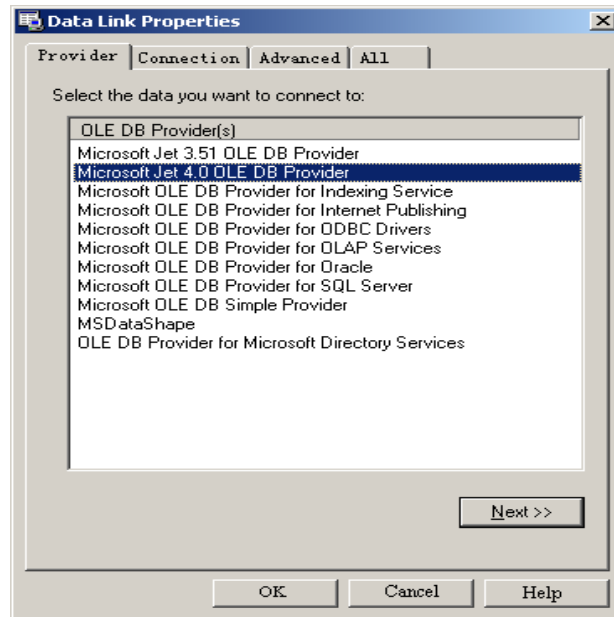 Data Link Properties
Provider Connection Advanced All
Select the data you want to connect to:
OLE DB Provider(s)
Microsoft Jet 3.51 OLE DB Provider
Microsoft Jet 4.0 OLE DB Provider
Microsoft OLE DB Provider for Indexing Service
Microsoft OLE DB Provider for Internet Publishing
Microsoft OLE DB Provider for ODBC Drivers
Microsoft OLE DB Provider for OLAP Services
Microsoft OLE DB Provider for Oracle
Microsoft OLE DB Provider for SQL Server
Microsoft OLE DB Simple Provider
MSDataShape
OLE DB Provider for Microsoft Directory Services
Next >>
OK Cancel Help